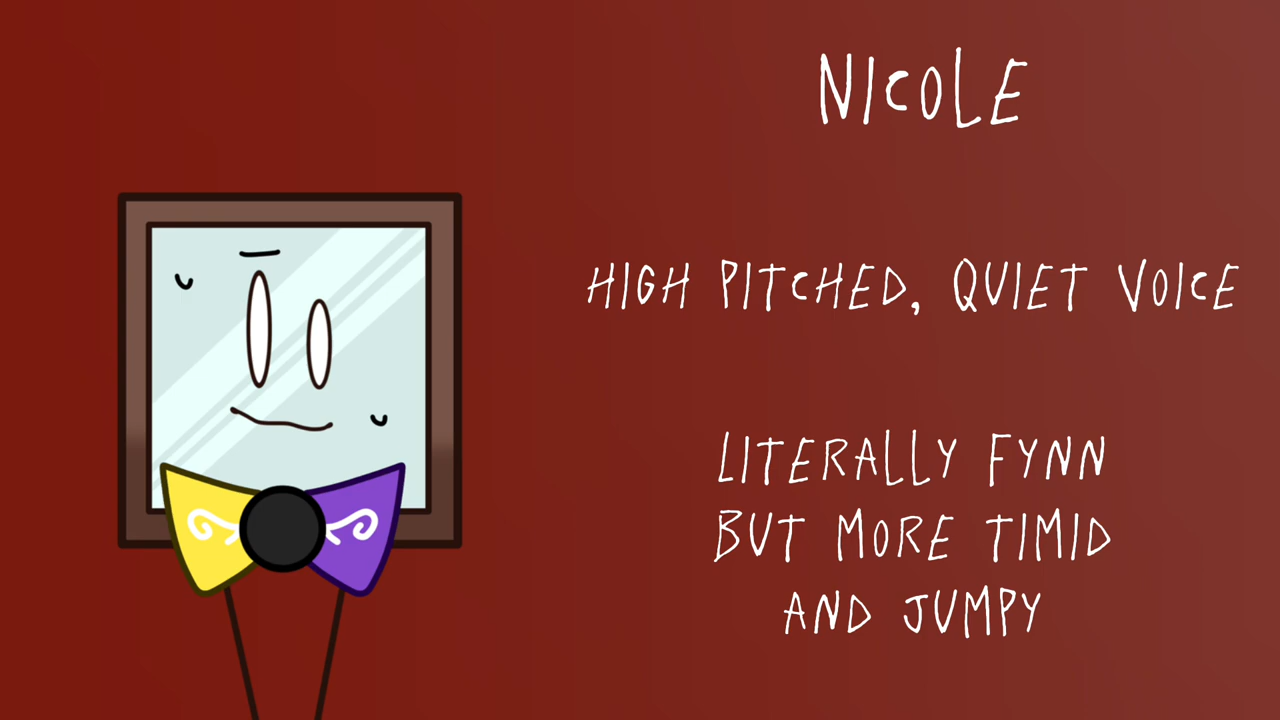 NICOLE
HIGH PITCHED, QUIET VOICE
LITERALLY FYNN
BUT MORE TIMID
AND JUMPY